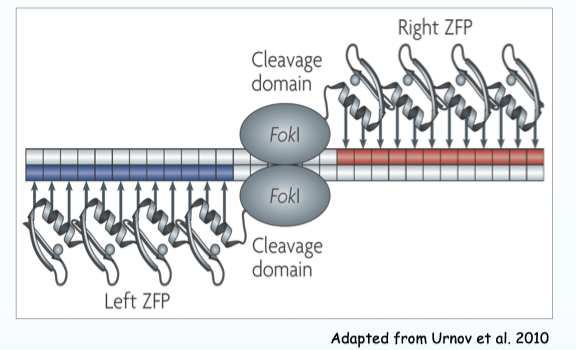 Right ZFP
Cleavage
domain
FokI
FokI
Cleavage
domain
Left ZFP
Adapted from Urnov et al. 2010